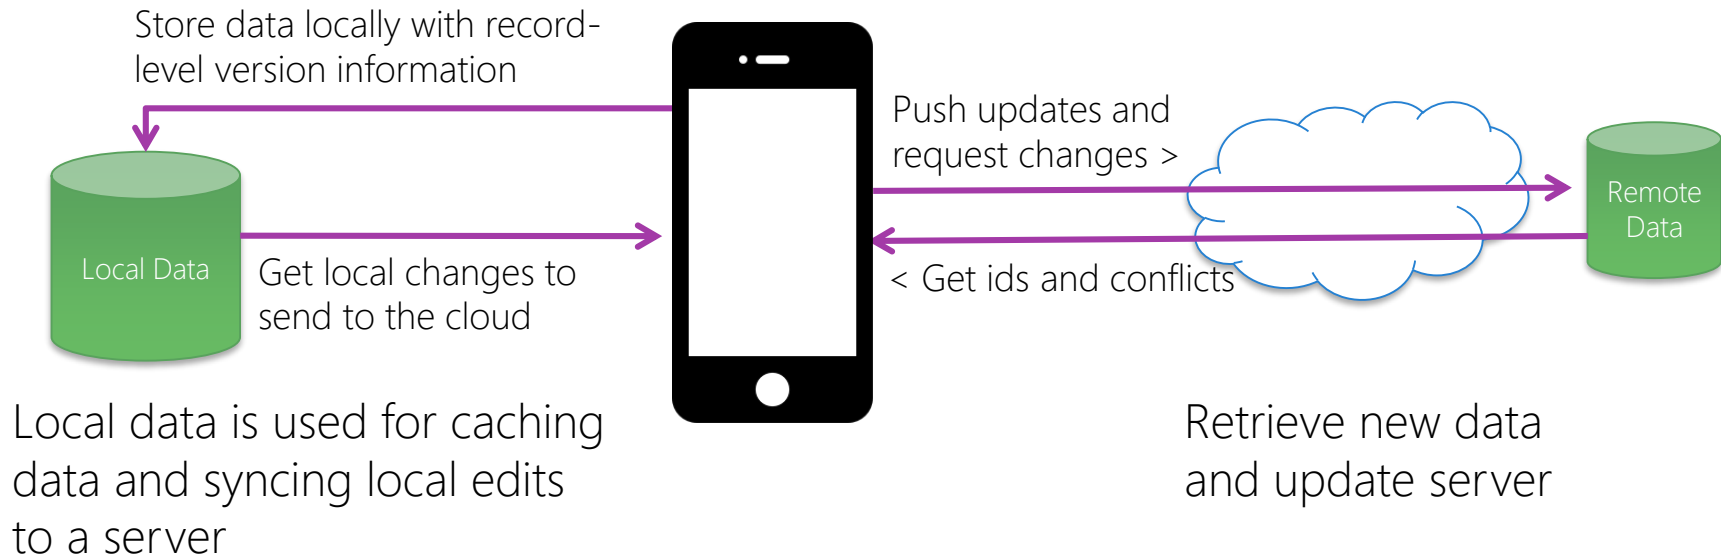 Store data locally with record-
level version information
Push updates and
request changes >
Remote
Data
Local Data
Get local changes to
send to the cloud
< Get ids and conflicts
Local data is used for caching
data and syncing local edits
to a server
Retrieve new data
and update server